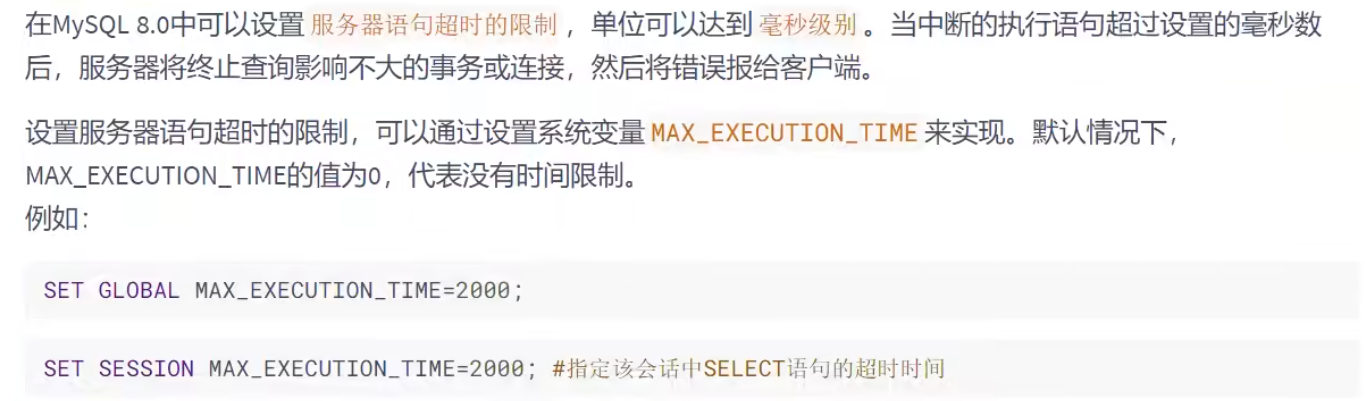 在MySQL 8.0中可以设置 服务器语句超时的限制 ，单位可以达到 毫秒级别 。当中断的执行语句超过设置的毫秒数
后，服务器将终止查询影响不大的事务或连接，然后将错误报给客户端。
设置服务器语句超时的限制，可以通过设置系统变量 MAX_EXECUTION_TIME 来实现。默认情况下，
MAX_EXECUTION_TIME的值为0，代表没有时间限制。
例如：
SET GLOBAL MAX_EXECUTION_TIME=2000;
SET SESSION MAX_EXECUTION_TIME=2000; #指定该会话中SELECT语句的超时时间